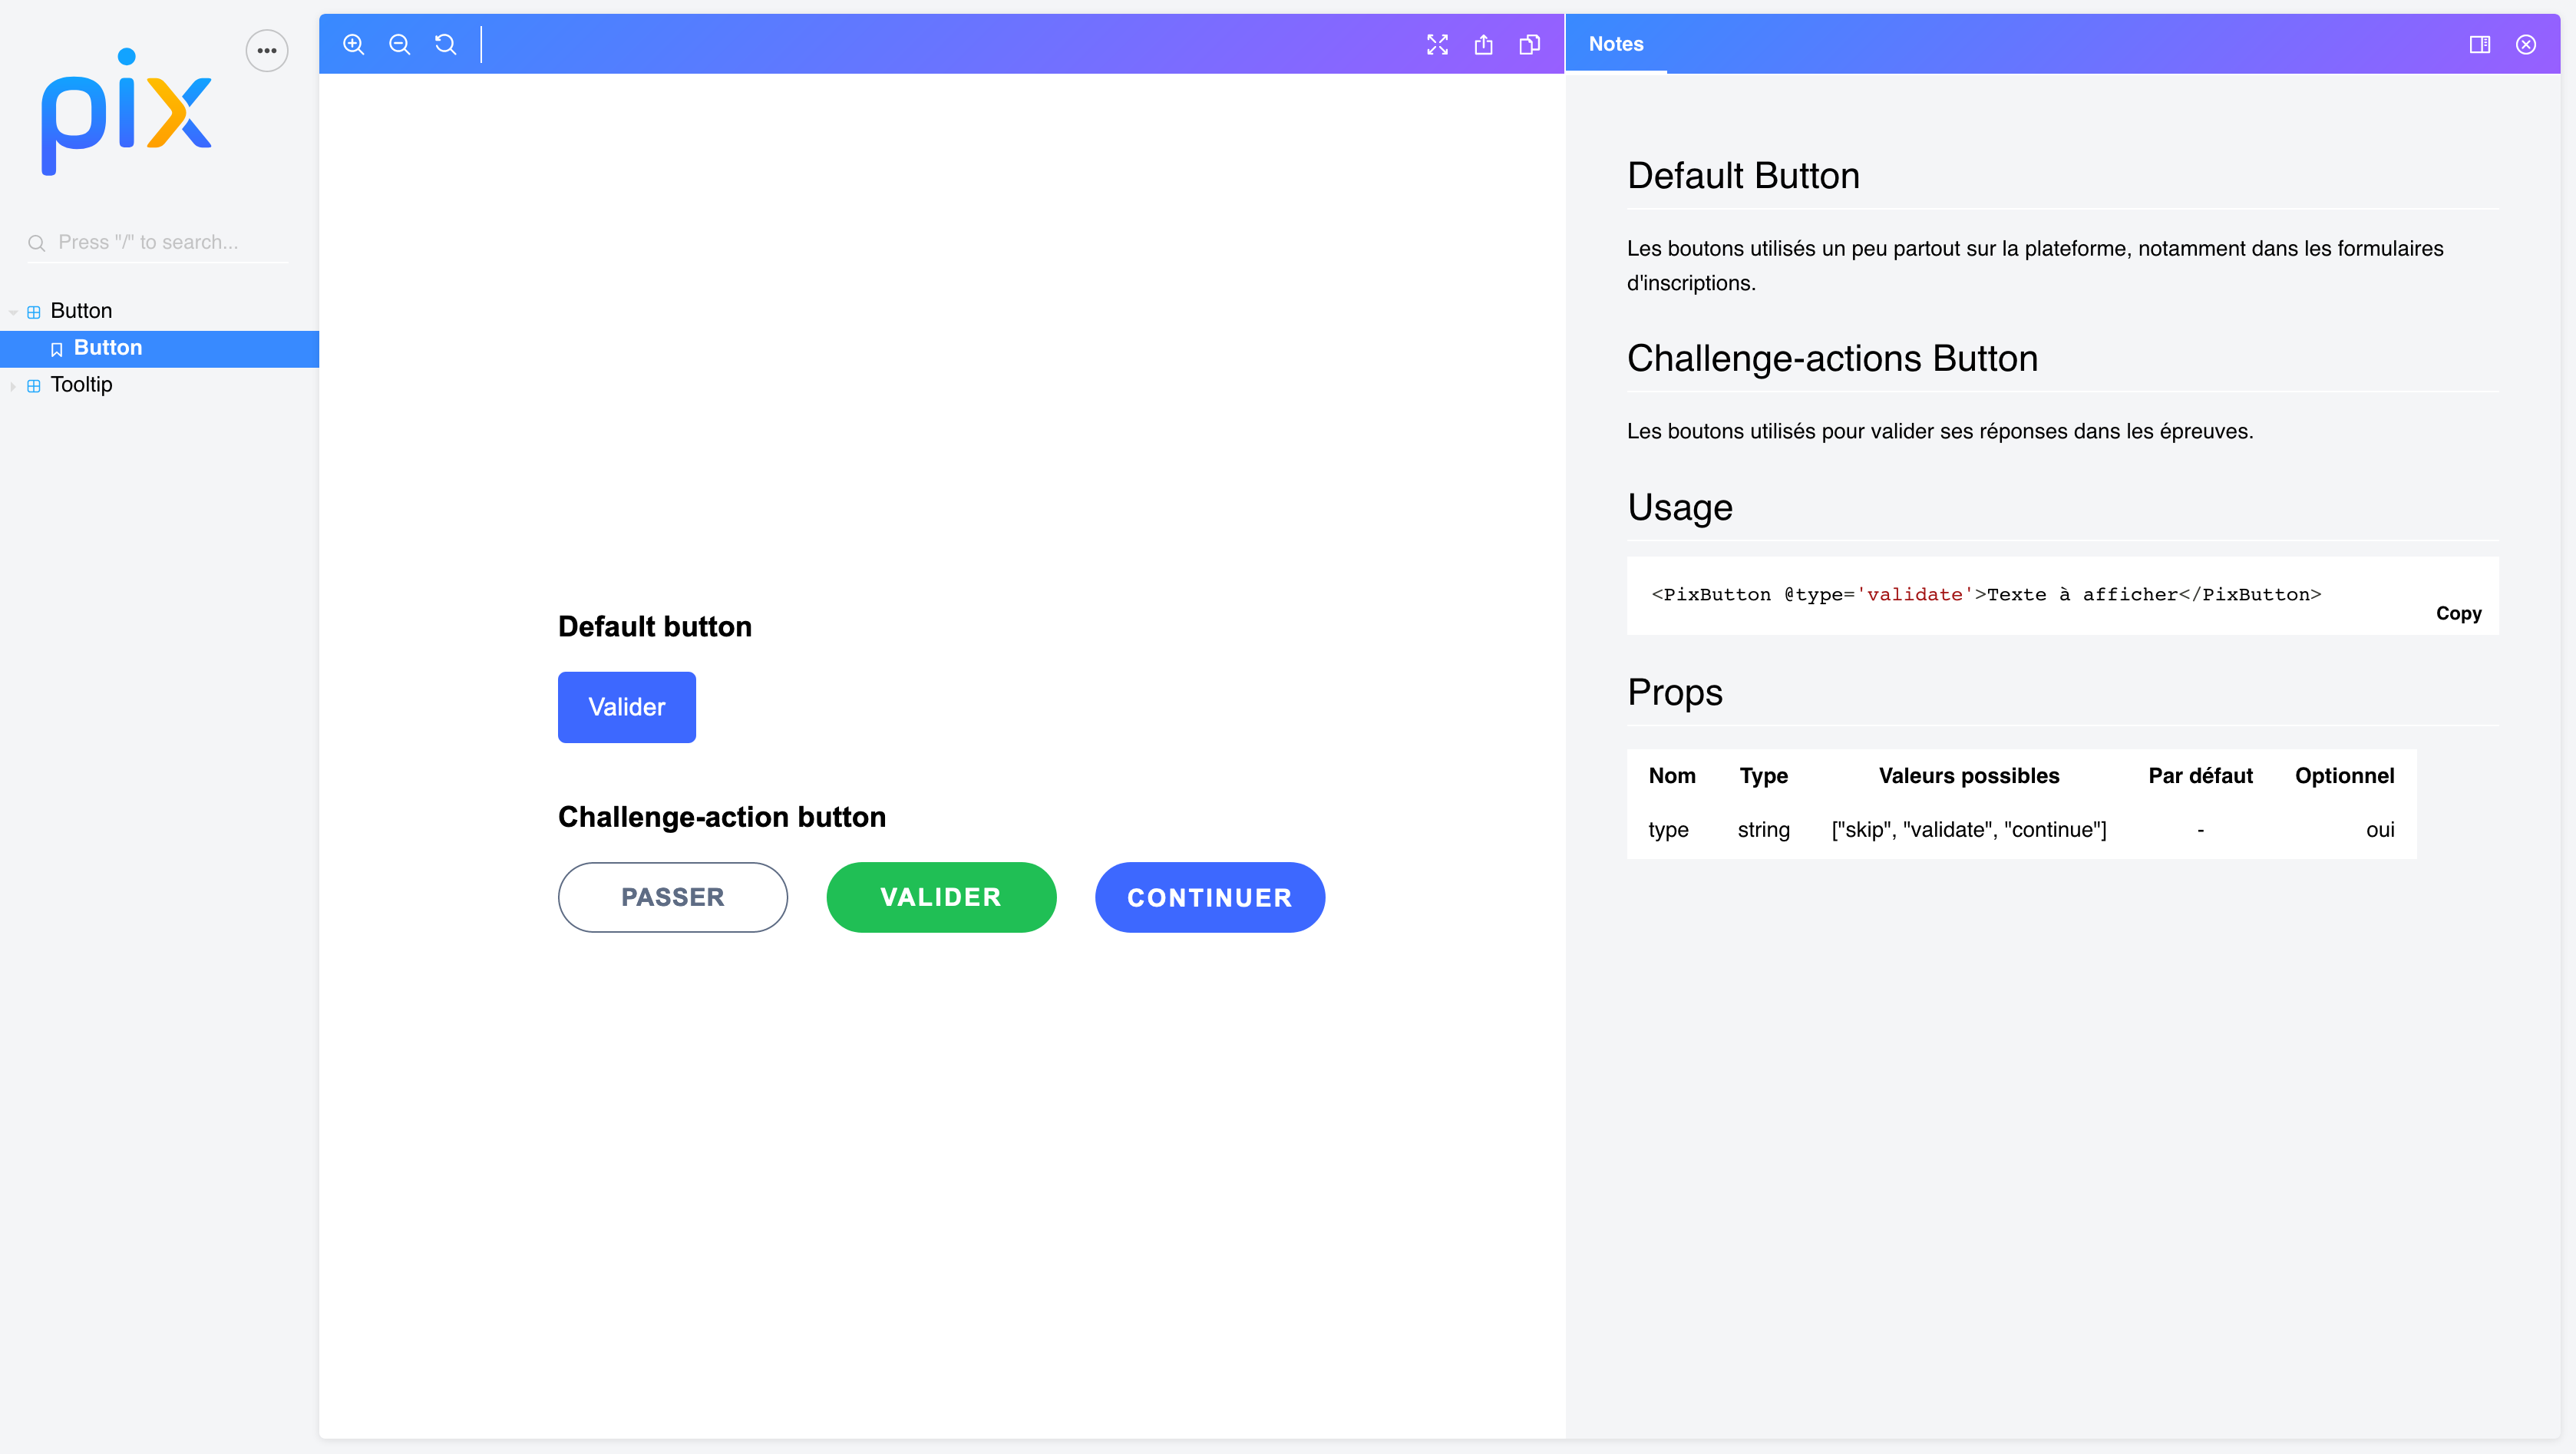 pix
Press "/" to search...
Button
Button
Tooltip
Default button
Valider
Challenge-action button
PASSER
VALIDER
CONTINUER
Notes
Default Button
Les boutons utilisés un peu partout sur la plateforme, notamment dans les formulaires
d'inscriptions.
Challenge-actions Button
Les boutons utilisés pour valider ses réponses dans les épreuves.
Usage
<PixButton @type='validate'>Texte à afficher</PixButton>
Copy
Props
Nom Type Valeurs possibles Par défaut Optionnel
type string ["skip", "validate", "continue"] - oui